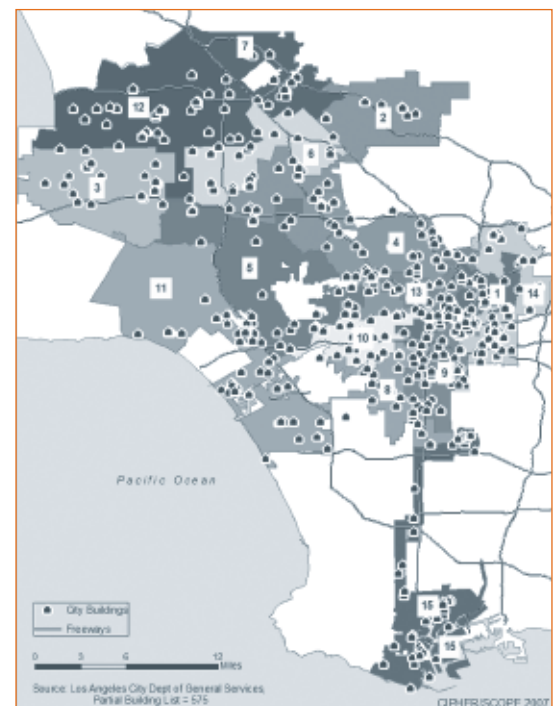 7
12
2
6
3
4
5
11
13
1
14
10
9
8
Pacific Ocean
City Buildings
Freeways
15
15
0 3 6 12
Miles
Source: Los Angeles City Dept of General Services,
Partial Building List = 575
CIPHER/SCOPE 2007